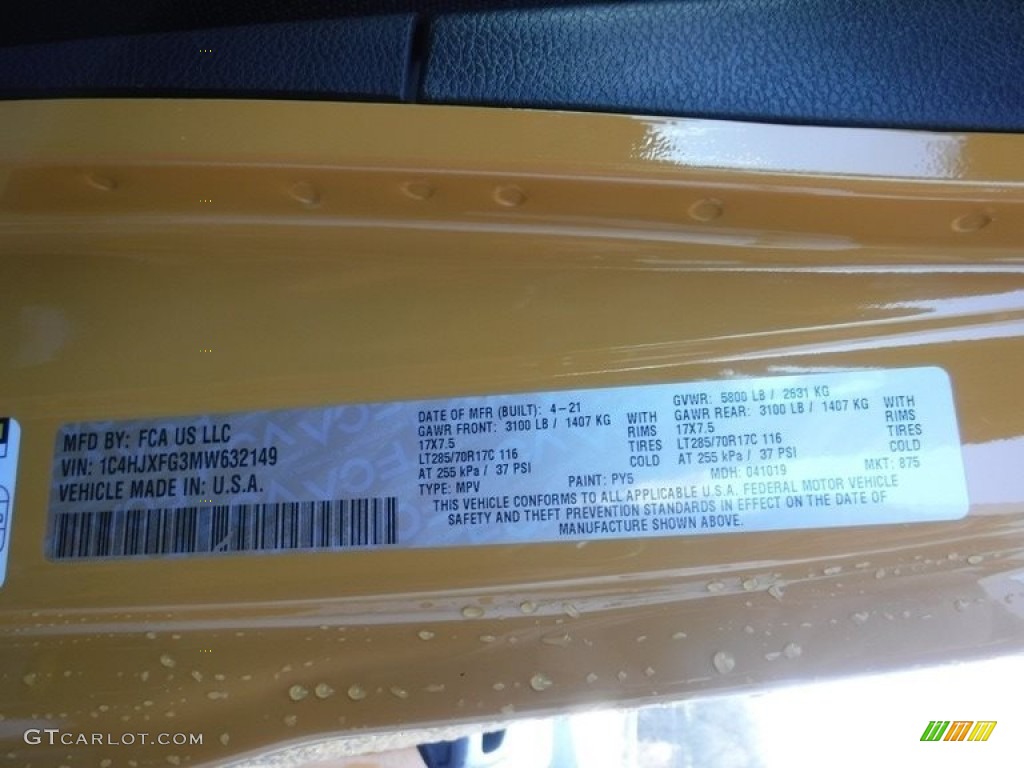 MFD BY: FCA US LLC
VIN: 1C4HJXFG3MW632149
VEHICLE MADE IN: U.S.A.
DATE OF MFR (BUILT): 4-21
GAWR FRONT: 3100 LB / 1407 KG WITH
17X7.5 RIMS
LT285/70R17C 116 TIRES
AT 255 kPa / 37 PSI COLD
GVWR: 5800 LB / 2631 KG
GAWR REAR: 3100 LB / 1407 KG WITH
17X7.5 RIMS
LT285/70R17C 116 TIRES
AT 255 kPa / 37 PSI COLD
TYPE: MPV PAINT: PY5 MDH: 041019 MKT: 875
THIS VEHICLE CONFORMS TO ALL APPLICABLE U.S.A. FEDERAL MOTOR VEHICLE
SAFETY AND THEFT PREVENTION STANDARDS IN EFFECT ON THE DATE OF
MANUFACTURE SHOWN ABOVE.
GTCARLOT.COM